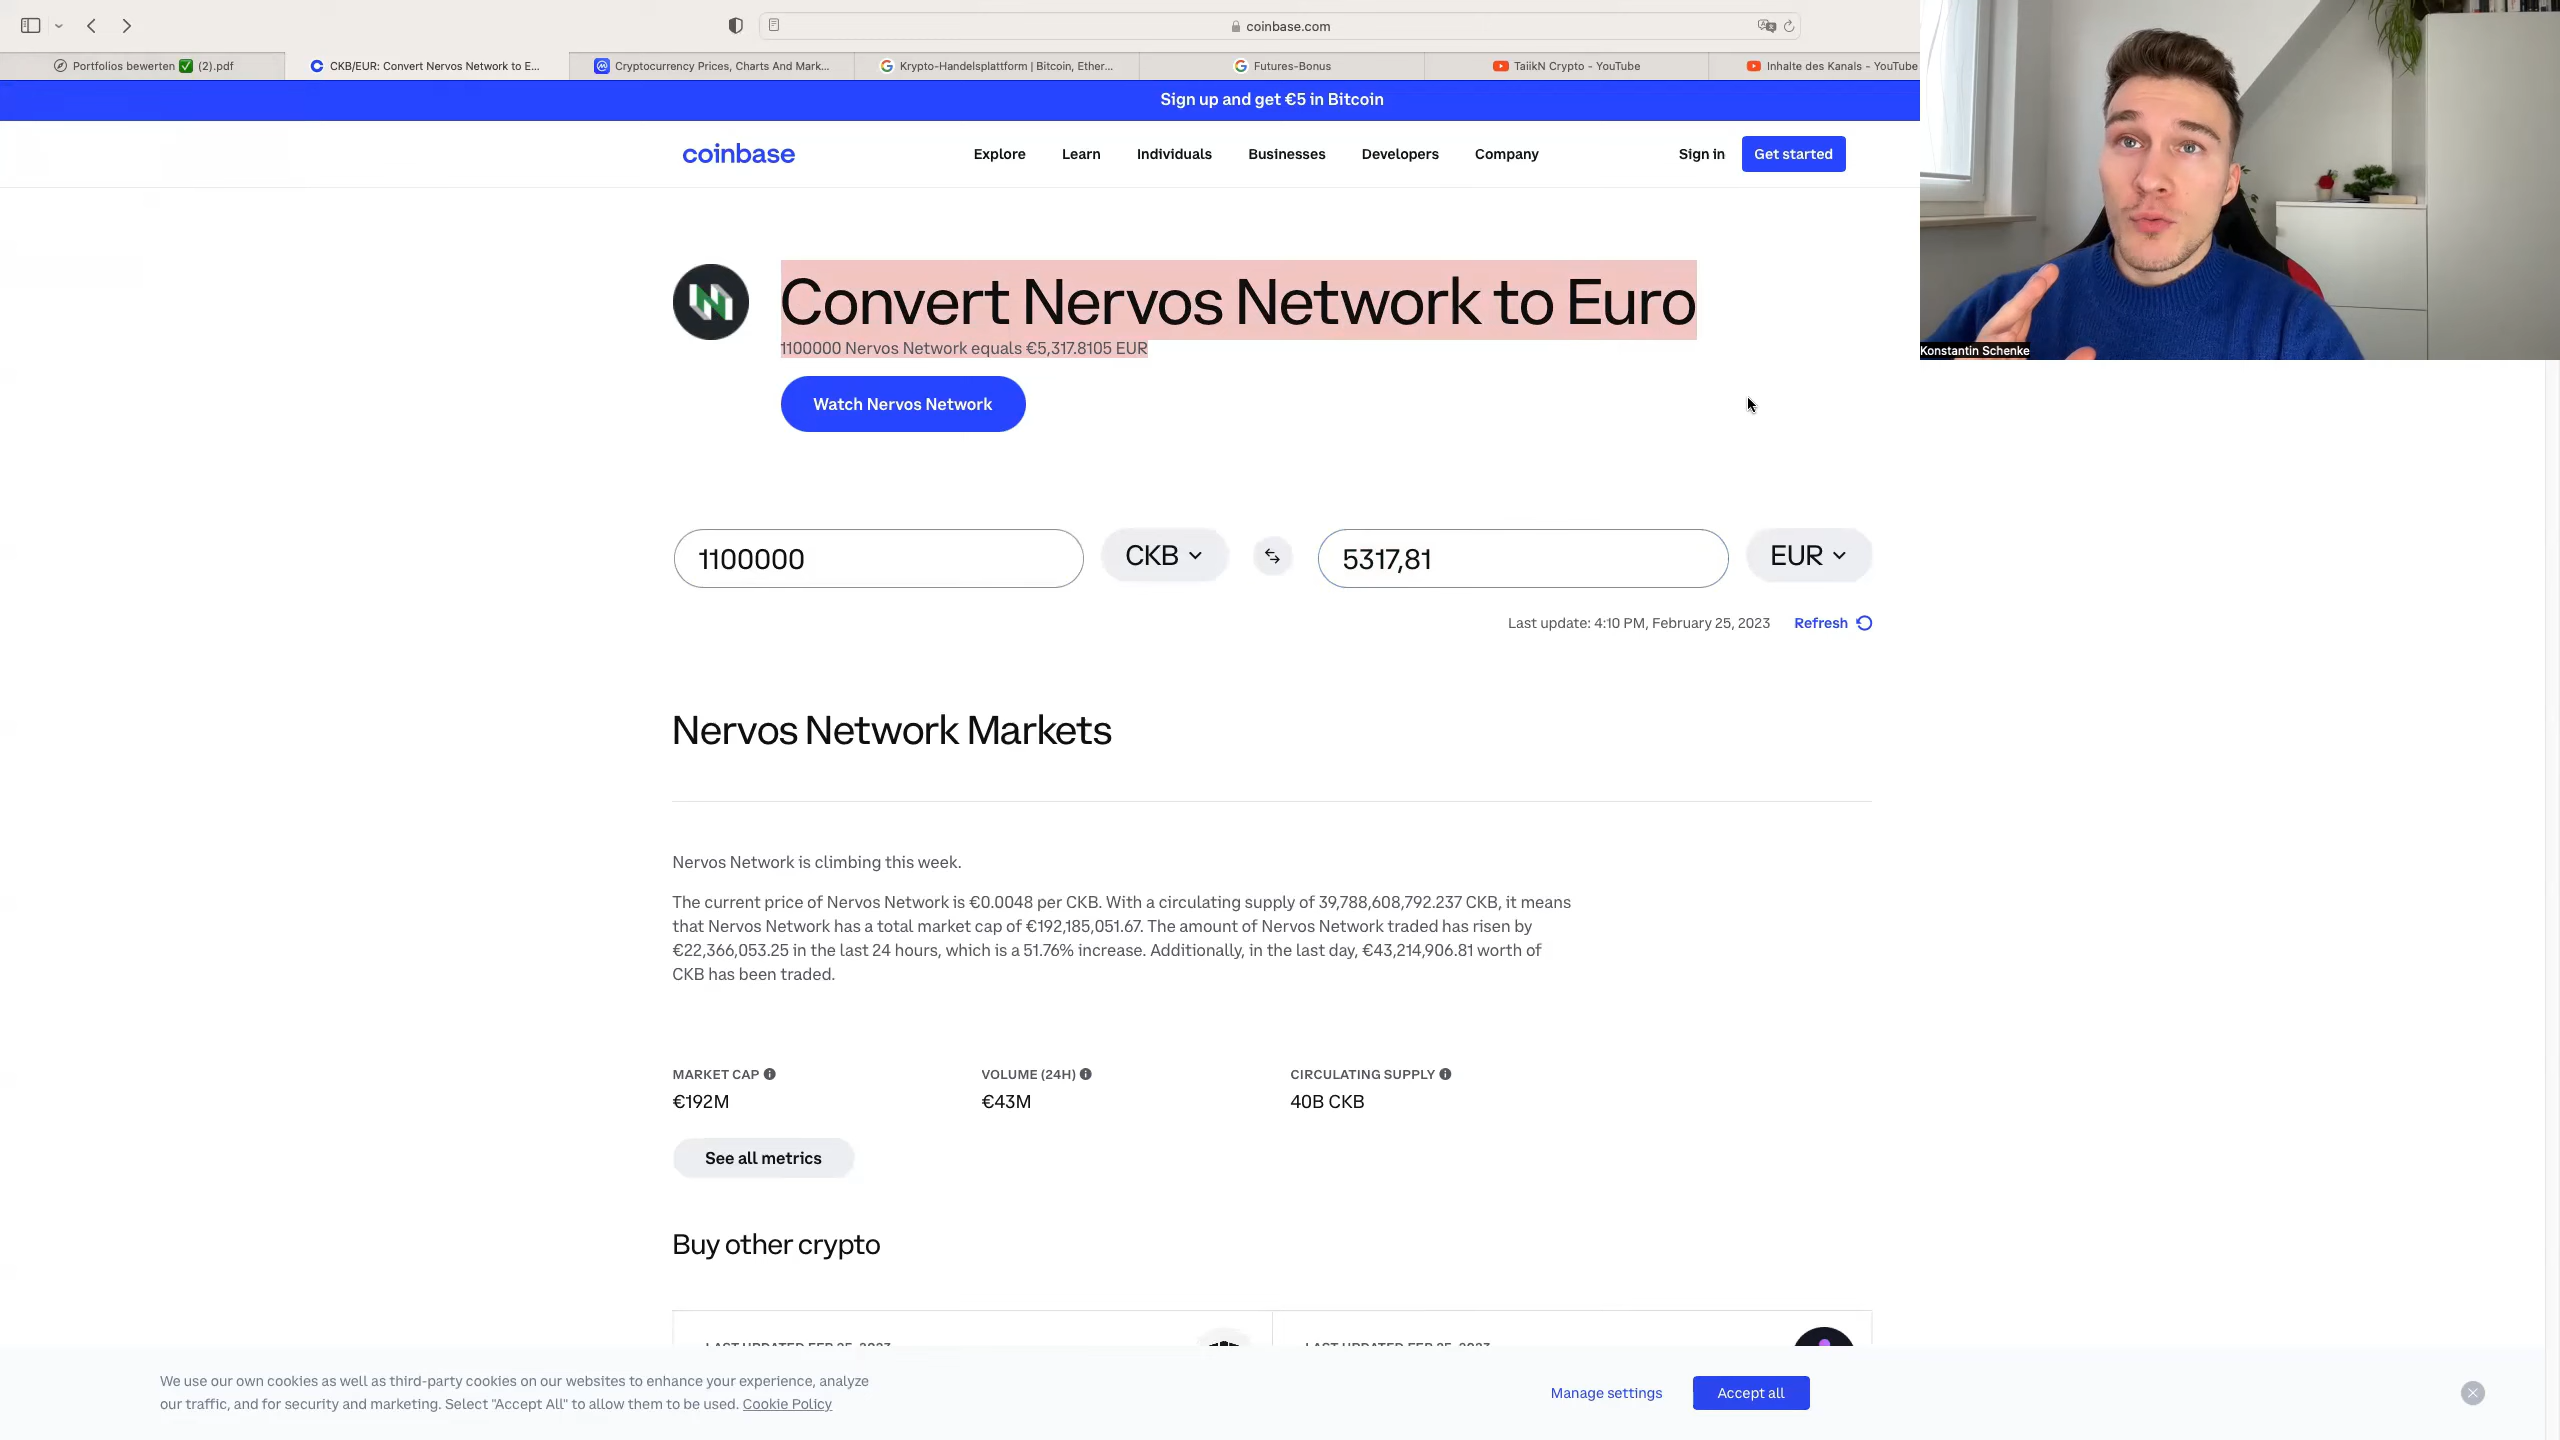 coinbase.com
Portfolios bewerten ✅ (2).pdf
CKB/EUR: Convert Nervos Network to E...
Cryptocurrency Prices, Charts And Mark...
Krypto-Handelsplattform | Bitcoin, Ether...
Futures-Bonus
TaiikN Crypto - YouTube
Inhalte des Kanals - YouTube
Sign up and get €5 in Bitcoin
coinbase
Explore
Learn
Individuals
Businesses
Developers
Company
Sign in
Get started
Konstantin Schenke
Convert Nervos Network to Euro
1100000 Nervos Network equals €5,317.8105 EUR
Watch Nervos Network
1100000
CKB
5317,81
EUR
Last update: 4:10 PM, February 25, 2023
Refresh
Nervos Network Markets
Nervos Network is climbing this week.
The current price of Nervos Network is €0.0048 per CKB. With a circulating supply of 39,788,608,792.237 CKB, it means
that Nervos Network has a total market cap of €192,185,051.67. The amount of Nervos Network traded has risen by
€22,366,053.25 in the last 24 hours, which is a 51.76% increase. Additionally, in the last day, €43,214,906.81 worth of
CKB has been traded.
MARKET CAP
€192M
VOLUME (24H)
€43M
CIRCULATING SUPPLY
40B CKB
See all metrics
Buy other crypto
LAST UPDATED FEB 25, 2023
LAST UPDATED FEB 25, 2023
We use our own cookies as well as third-party cookies on our websites to enhance your experience, analyze
our traffic, and for security and marketing. Select "Accept All" to allow them to be used. Cookie Policy
Manage settings
Accept all